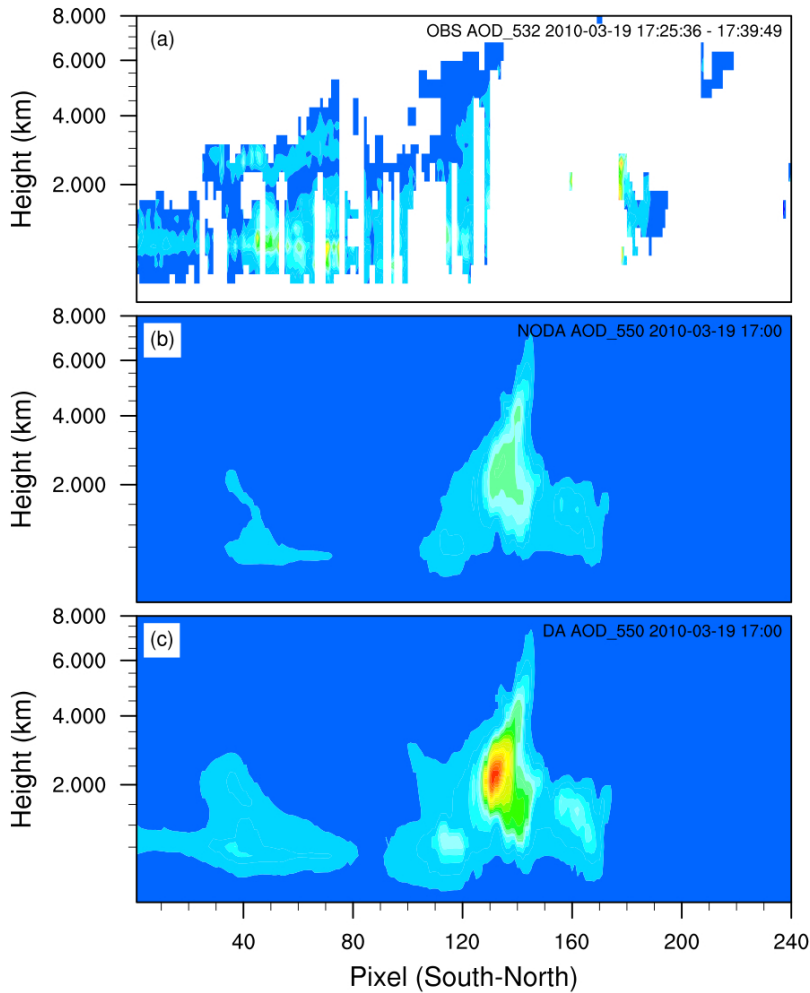 (a)
OBS AOD_532 2010-03-19 17:25:36 - 17:39:49
8.000
6.000
4.000
2.000
Height (km)
(b)
NODA AOD_550 2010-03-19 17:00
8.000
6.000
4.000
2.000
Height (km)
(c)
DA AOD_550 2010-03-19 17:00
8.000
6.000
4.000
2.000
Height (km)
40 80 120 160 200 240
Pixel (South-North)